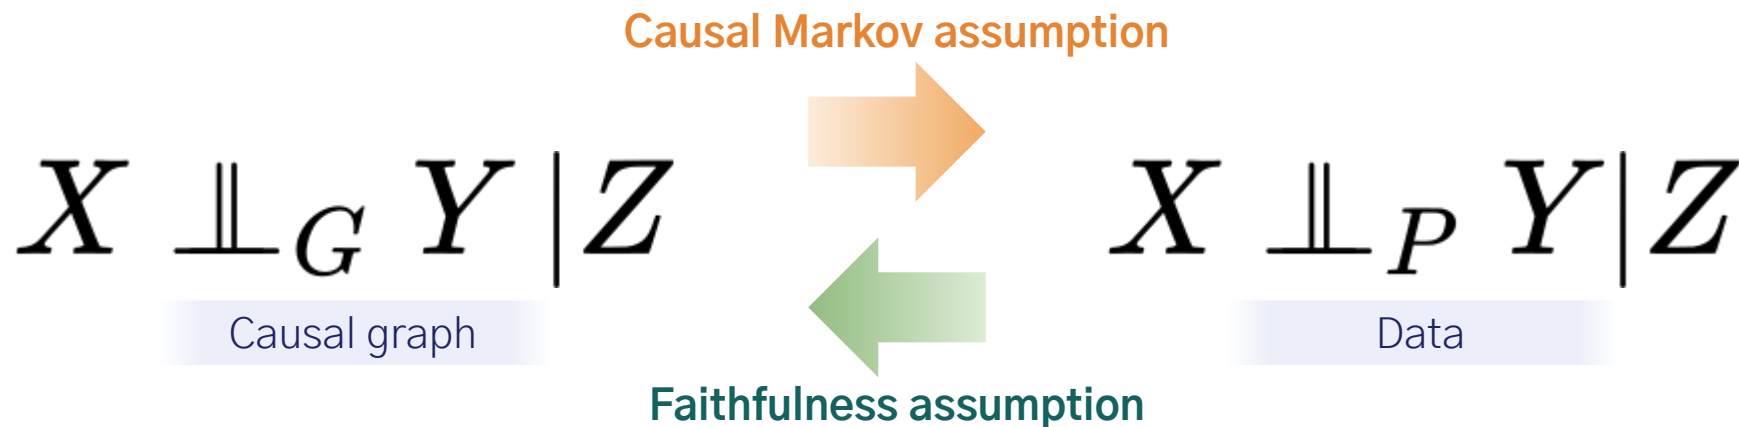 Causal Markov assumption
X ⫫_G Y | Z
X ⫫_P Y | Z
Causal graph
Data
Faithfulness assumption